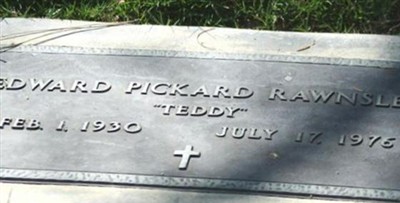 EDWARD PICKARD RAWNSLE
"TEDDY"
FEB. 1, 1930 JULY 17, 1976